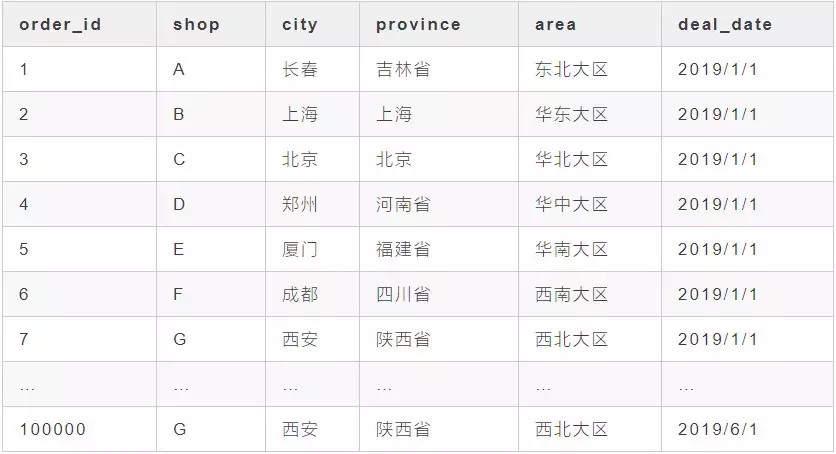 order_id shop city province area deal_date
1 A 长春 吉林省 东北大区 2019/1/1
2 B 上海 上海 华东大区 2019/1/1
3 C 北京 北京 华北大区 2019/1/1
4 D 郑州 河南省 华中大区 2019/1/1
5 E 厦门 福建省 华南大区 2019/1/1
6 F 成都 四川省 西南大区 2019/1/1
7 G 西安 陕西省 西北大区 2019/1/1
... ... ... ... ... ...
100000 G 西安 陕西省 西北大区 2019/6/1